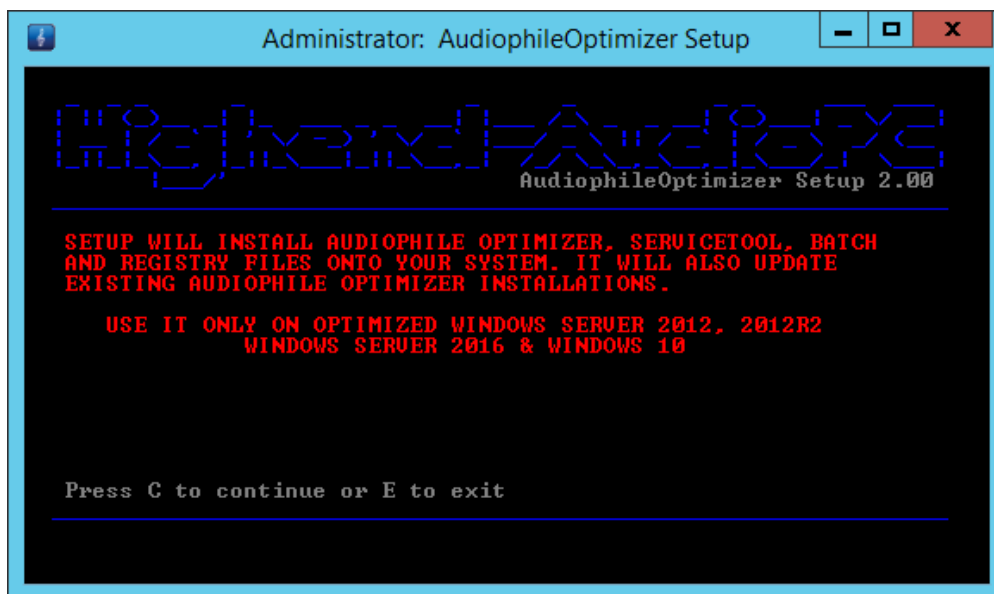 Administrator: AudiophileOptimizer Setup
Highend-AudioPC
AudiophileOptimizer Setup 2.00
SETUP WILL INSTALL AUDIOPHILE OPTIMIZER, SERVICETOOL, BATCH
AND REGISTRY FILES ONTO YOUR SYSTEM. IT WILL ALSO UPDATE
EXISTING AUDIOPHILE OPTIMIZER INSTALLATIONS.
USE IT ONLY ON OPTIMIZED WINDOWS SERVER 2012, 2012R2
WINDOWS SERVER 2016 & WINDOWS 10
Press C to continue or E to exit